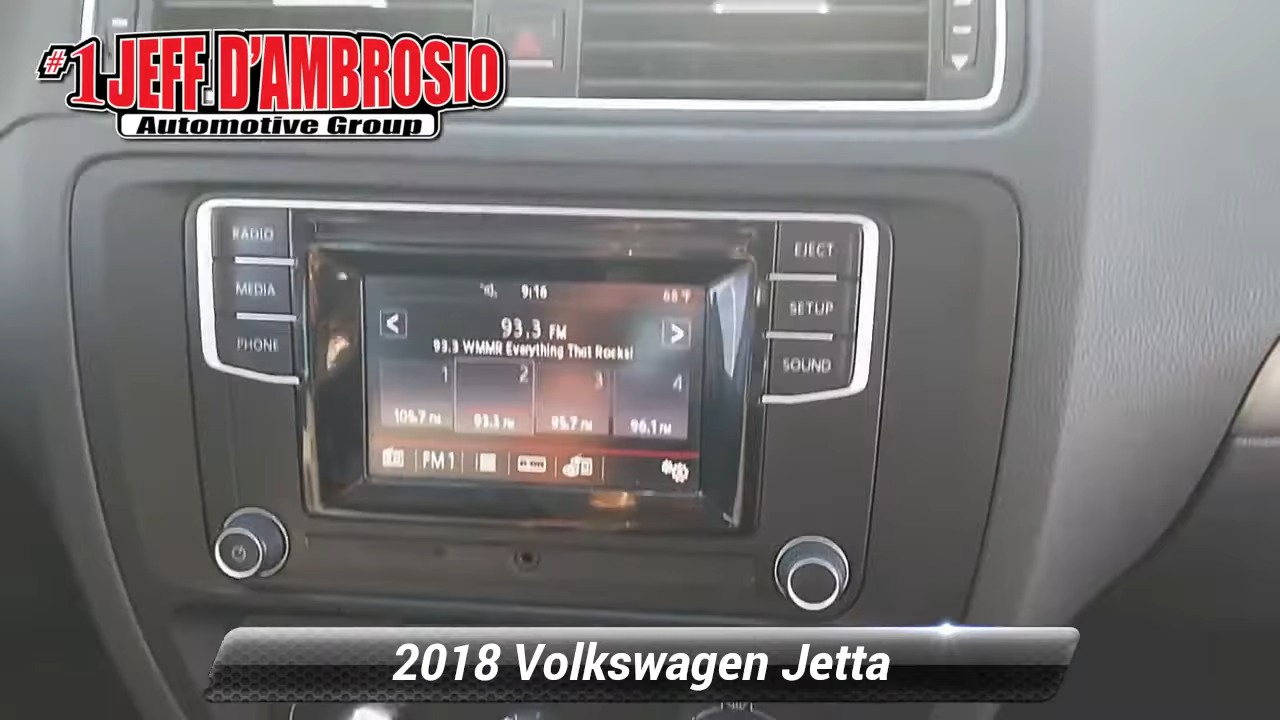 #1 JEFF D'AMBROSIO
Automotive Group
RADIO
MEDIA
PHONE
EJECT
SETUP
SOUND
9:16
68°F
<
93.3 FM
>
93.3 WMMR Everything That Rocks!
1 2 3 4
105.7 FM 93.3 FM 95.7 FM 96.1 FM
FM1
2018 Volkswagen Jetta